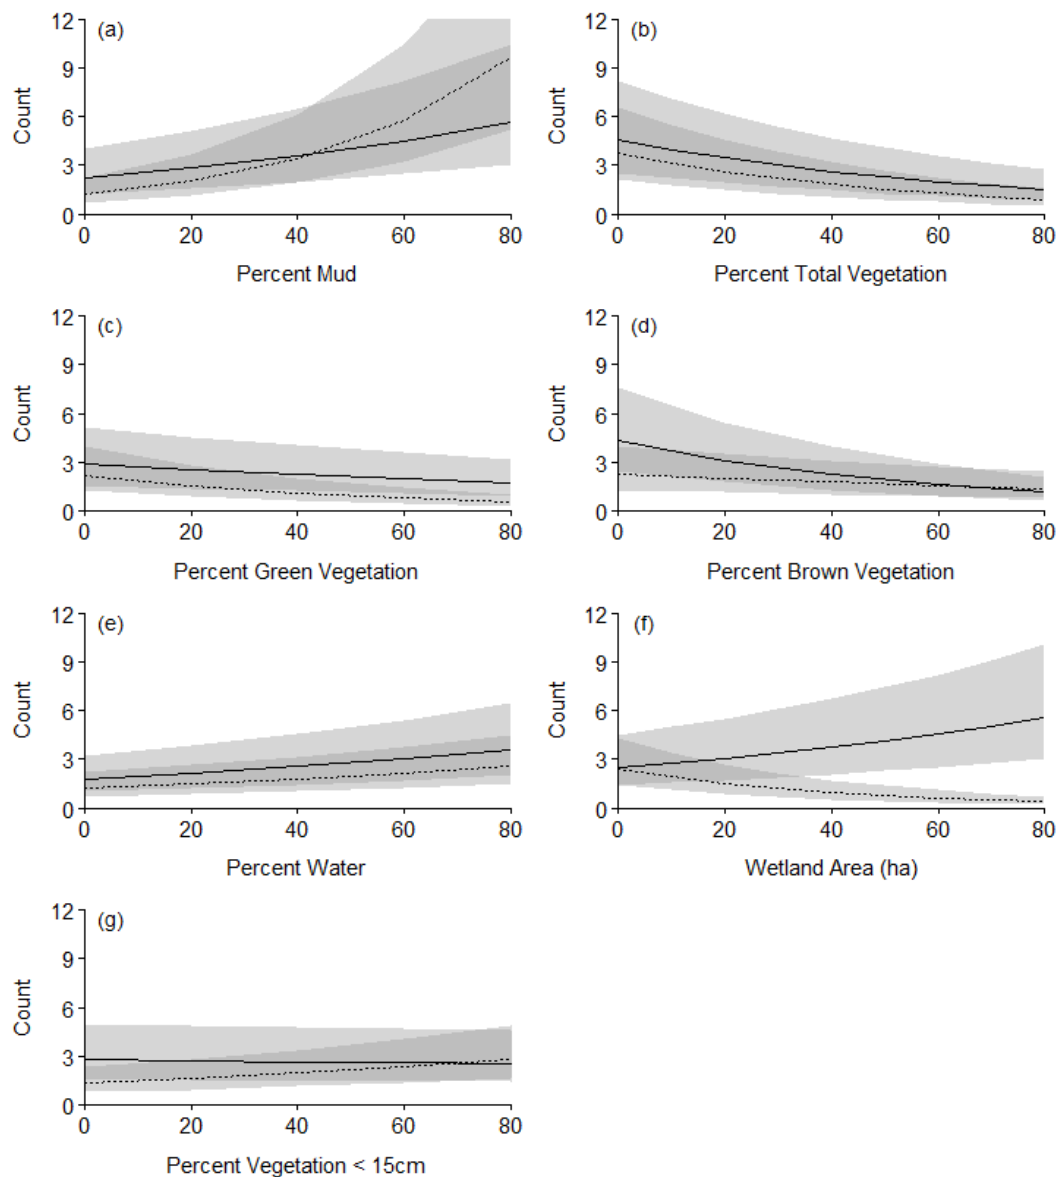 (a)
Count
12
9
6
3
0
0 20 40 60 80
Percent Mud
(b)
Count
12
9
6
3
0
0 20 40 60 80
Percent Total Vegetation
(c)
Count
12
9
6
3
0
0 20 40 60 80
Percent Green Vegetation
(d)
Count
12
9
6
3
0
0 20 40 60 80
Percent Brown Vegetation
(e)
Count
12
9
6
3
0
0 20 40 60 80
Percent Water
(f)
Count
12
9
6
3
0
0 20 40 60 80
Wetland Area (ha)
(g)
Count
12
9
6
3
0
0 20 40 60 80
Percent Vegetation < 15cm